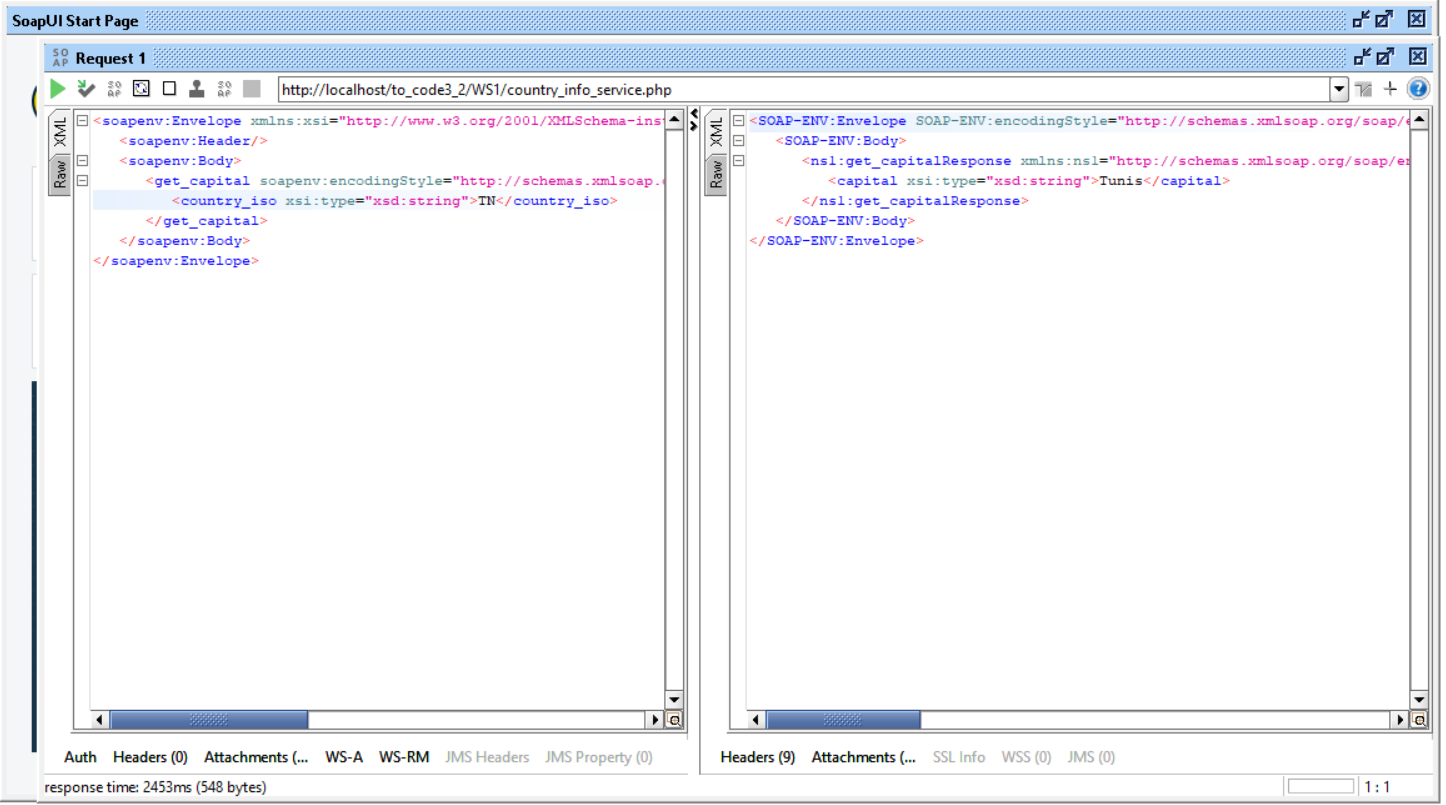 SoapUI Start Page
SO
AP
Request 1
SO
AP
SO
AP
http://localhost/to_code3_2/WS1/country_info_service.php
XML
Raw
<soapenv:Envelope xmlns:xsi="http://www.w3.org/2001/XMLSchema-ins
<soapenv:Header/>
<soapenv:Body>
<get_capital soapenv:encodingStyle="http://schemas.xmlsoap.
<country_iso xsi:type="xsd:string">TN</country_iso>
</get_capital>
</soapenv:Body>
</soapenv:Envelope>
XML
Raw
<SOAP-ENV:Envelope SOAP-ENV:encodingStyle="http://schemas.xmlsoap.org/soap/e
<SOAP-ENV:Body>
<ns1:get_capitalResponse xmlns:ns1="http://schemas.xmlsoap.org/soap/en
<capital xsi:type="xsd:string">Tunis</capital>
</ns1:get_capitalResponse>
</SOAP-ENV:Body>
</SOAP-ENV:Envelope>
Auth Headers (0) Attachments (... WS-A WS-RM JMS Headers JMS Property (0)
Headers (9) Attachments (... SSL Info WSS (0) JMS (0)
response time: 2453ms (548 bytes)
1 : 1